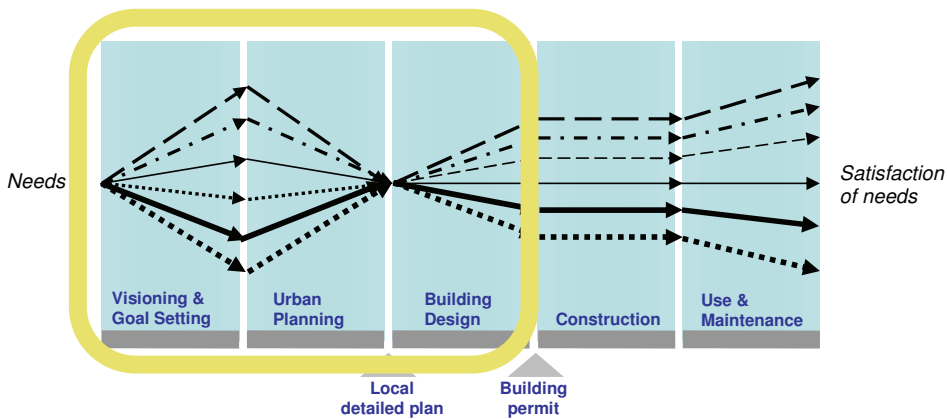 Needs
Satisfaction
of needs
Visioning &
Goal Setting
Urban
Planning
Building
Design
Construction
Use &
Maintenance
Local
detailed plan
Building
permit